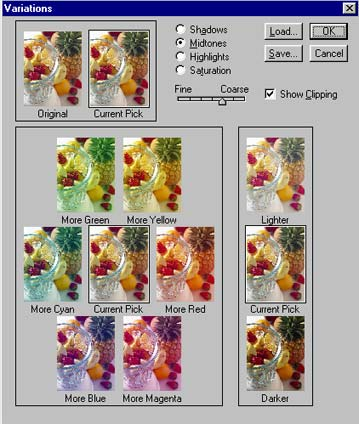 Variations
Original
Current Pick
Shadows
Midtones
Highlights
Saturation
Fine Coarse
Load...
OK
Save...
Cancel
Show Clipping
More Green
More Yellow
Lighter
More Cyan
Current Pick
More Red
Current Pick
More Blue
More Magenta
Darker